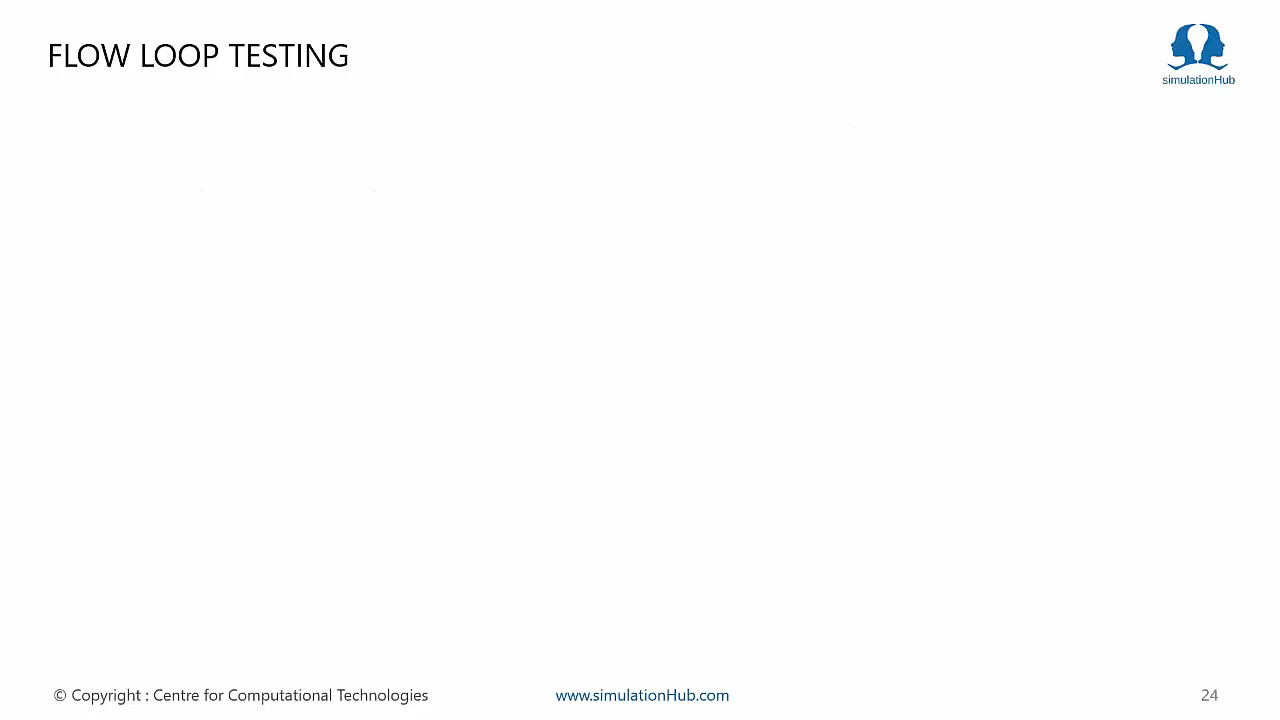 FLOW LOOP TESTING
simulationHub
© Copyright : Centre for Computational Technologies
www.simulationHub.com
24